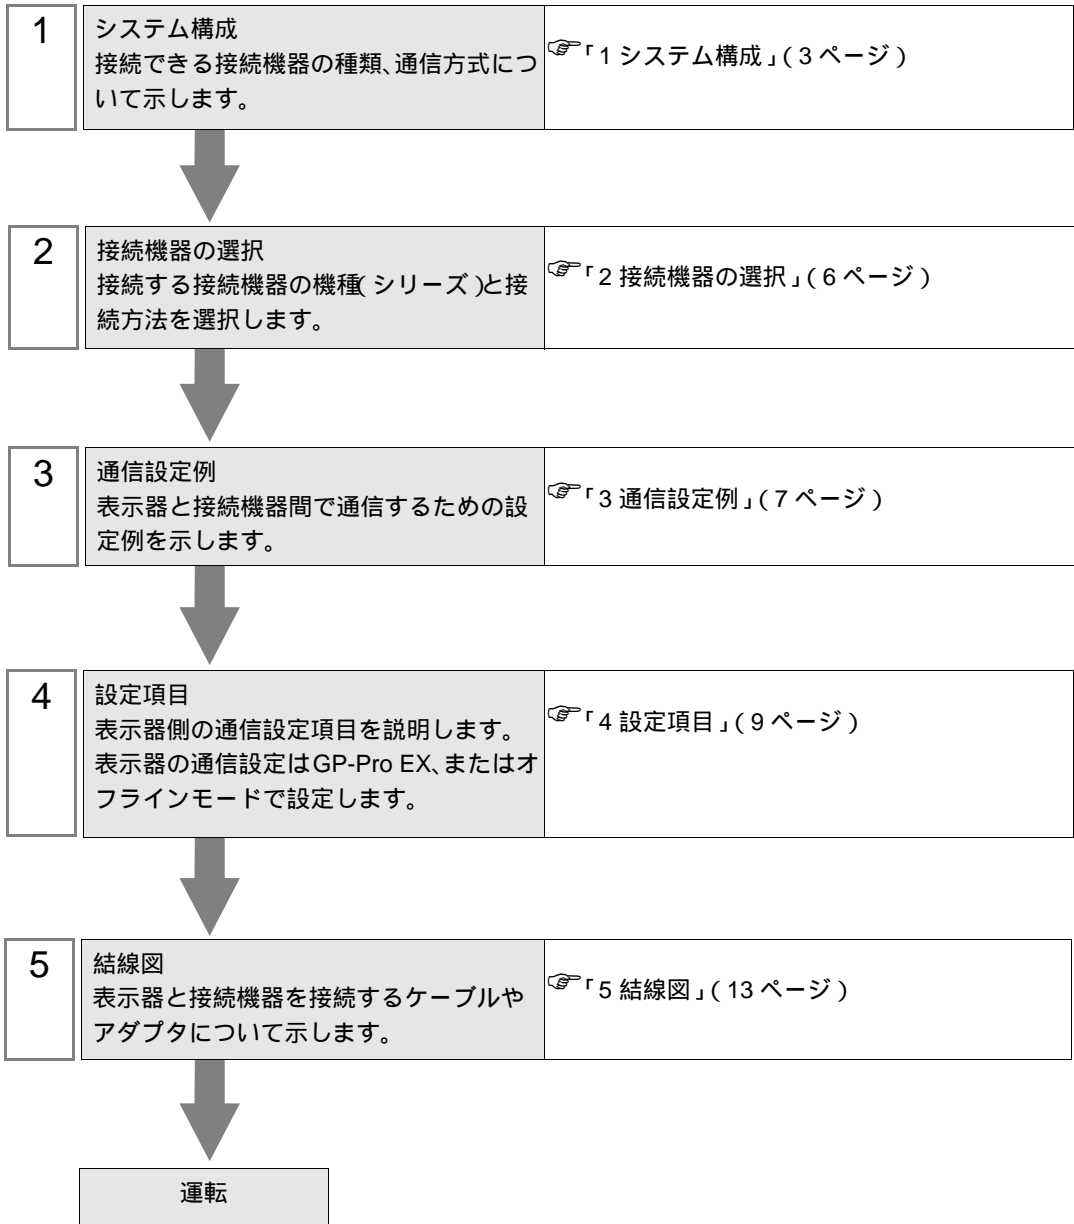 1
システム構成
接続できる接続機器の種類、通信方式につ
いて示します。
☞「1 システム構成」( 3 ページ )
2
接続機器の選択
接続する接続機器の機種( シリーズ )と接
続方法を選択します。
☞「2 接続機器の選択」( 6 ページ )
3
通信設定例
表示器と接続機器間で通信するための設
定例を示します。
☞「3 通信設定例」( 7 ページ )
4
設定項目
表示器側の通信設定項目を説明します。
表示器の通信設定はGP-Pro EX、またはオ
フラインモードで設定します。
☞「4 設定項目」( 9 ページ )
5
結線図
表示器と接続機器を接続するケーブルや
アダプタについて示します。
☞「5 結線図」( 13 ページ )
運転